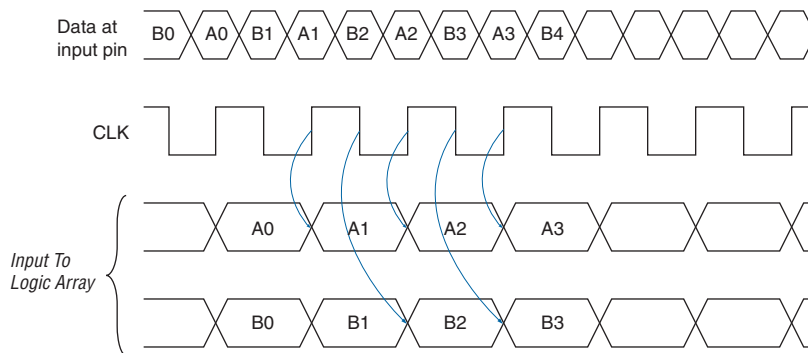 Data at
input pin
B0 A0 B1 A1 B2 A2 B3 A3 B4
CLK
Input To
Logic Array
A0 A1 A2 A3
B0 B1 B2 B3